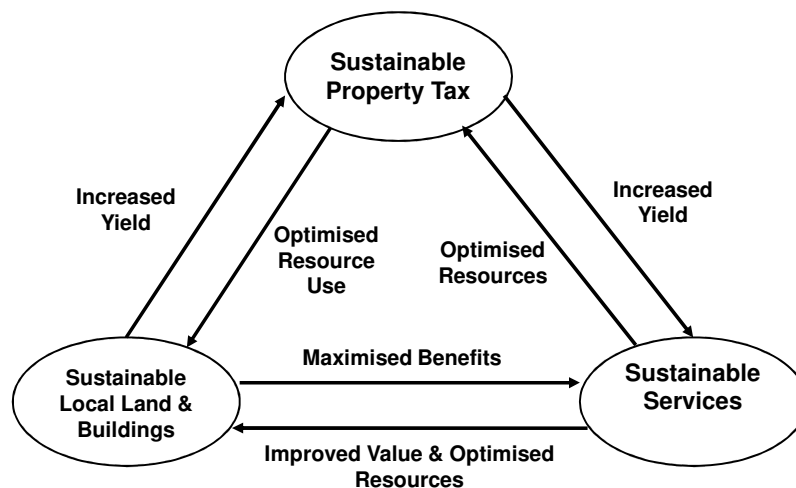 Sustainable
Property Tax
Increased
Yield
Increased
Yield
Optimised
Resource
Use
Optimised
Resources
Maximised Benefits
Sustainable
Local Land &
Buildings
Sustainable
Services
Improved Value & Optimised
Resources